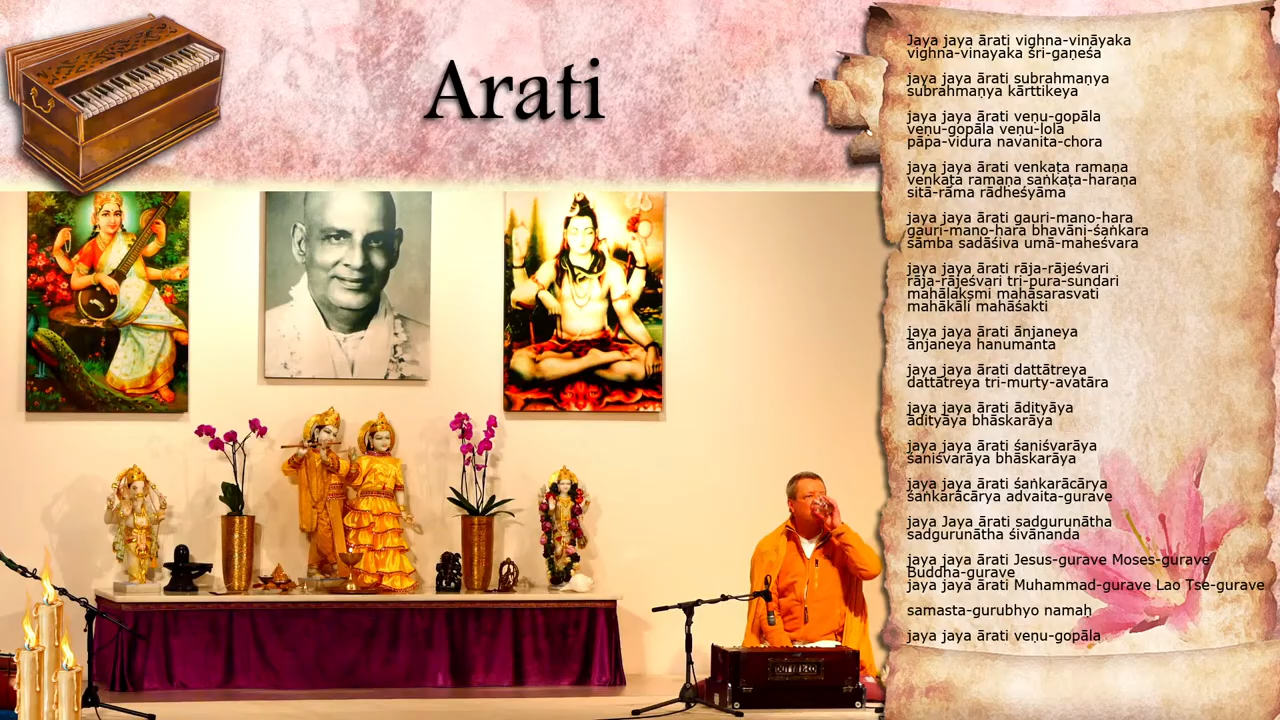 Arati
Jaya jaya ārati vighna-vināyaka
vighna-vinayaka śri-gaṇeśa
jaya jaya ārati subrahmaṇya
subrahmaṇya kārttikeya
jaya jaya ārati veṇu-gopāla
veṇu-gopāla veṇu-lola
pāpa-vidura navanita-chora
jaya jaya ārati venkaṭa ramaṇa
venkaṭa ramaṇa saṅkaṭa-haraṇa
sitā-rāma rādheśyāma
jaya jaya ārati gauri-mano-hara
gauri-mano-hara bhavāni-śaṅkara
sāmba sadāśiva umā-maheśvara
jaya jaya ārati rāja-rājeśvari
rāja-rājeśvari tri-pura-sundari
mahālakṣmi mahāsarasvati
mahākāli mahāśakti
jaya jaya ārati ānjaneya
ānjaneya hanumanta
jaya jaya ārati dattātreya
dattātreya tri-murty-avatāra
jaya jaya ārati ādityāya
ādityāya bhāskarāya
jaya jaya ārati śaniśvarāya
śaniśvarāya bhāskarāya
jaya jaya ārati śaṅkarācārya
śaṅkarācārya advaita-gurave
jaya Jaya ārati sadgurunātha
sadgurunātha śivānanda
jaya jaya ārati Jesus-gurave Moses-gurave
Buddha-gurave
jaya jaya ārati Muhammad-gurave Lao Tse-gurave
samasta-gurubhyo namaḥ
jaya jaya ārati veṇu-gopāla